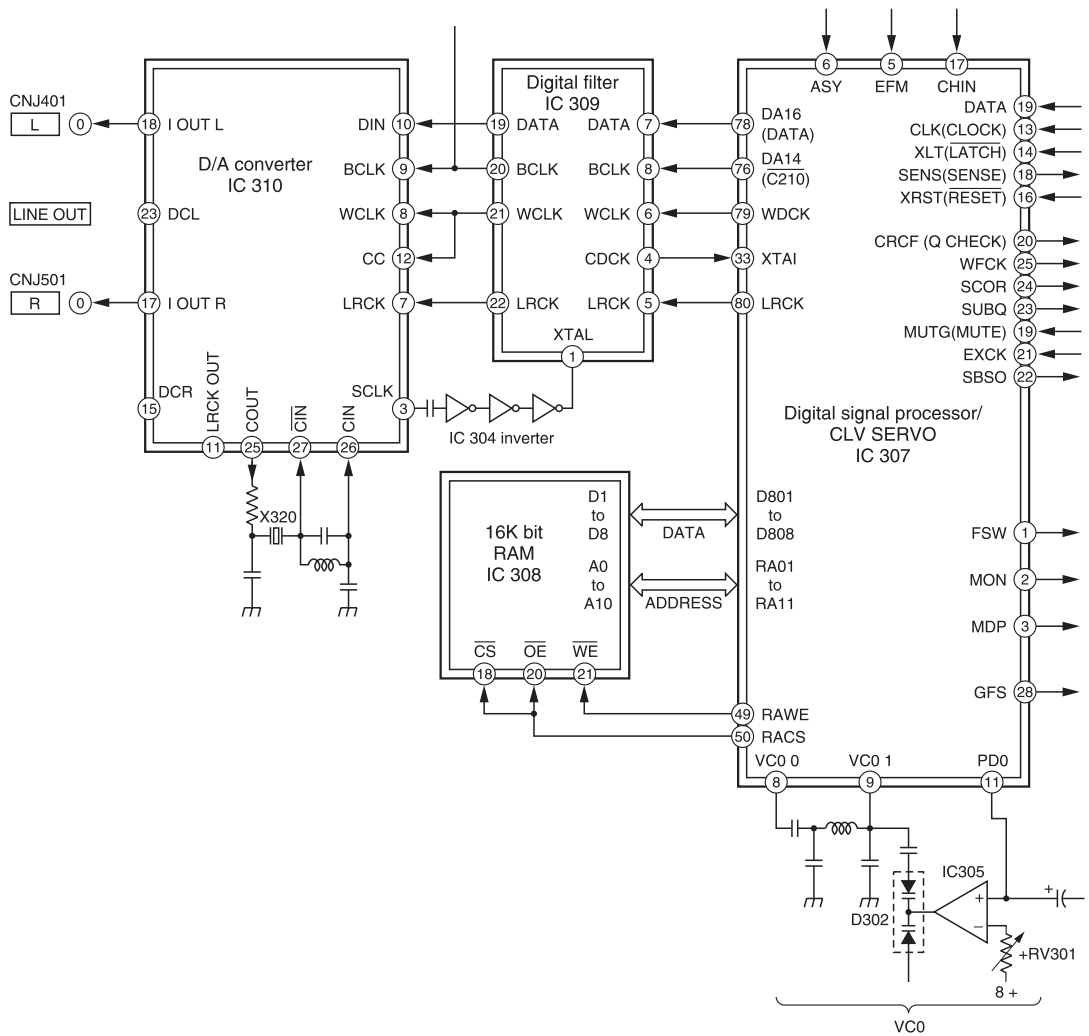 6 5 17
ASY EFM CHIN
CNJ401
L 0
18 I OUT L
D/A converter
IC 310
DIN 10
BCLK 9
LINE OUT
23 DCL
WCLK 8
CC 12
CNJ501
R 0
17 I OUT R
LRCK 7
15 DCR
SCLK 3
LRCK OUT
COUT
CIN
CIN
11 25 27 26
X320
IC 304 inverter
Digital filter
IC 309
19 DATA DATA 7
20 BCLK BCLK 8
21 WCLK WCLK 6
CDCK 4
22 LRCK LRCK 5
XTAL
1
16K bit
RAM
IC 308
D1
to
D8
DATA
A0
to
A10
ADDRESS
CS OE WE
18 20 21
78 DA16
(DATA)
76 DA14
(C210)
79 WDCK
33 XTAI
80 LRCK
Digital signal processor/
CLV SERVO
IC 307
D801
to
D808
RA01
to
RA11
49 RAWE
50 RACS
DATA 19
CLK(CLOCK) 13
XLT(LATCH) 14
SENS(SENSE) 18
XRST(RESET) 16
CRCF (Q CHECK) 20
WFCK 25
SCOR 24
SUBQ 23
MUTG(MUTE) 19
EXCK 21
SBSO 22
FSW 1
MON 2
MDP 3
GFS 28
VC0 0 VC0 1 PD0
8 9 11
IC305
+
−
+
D302
+RV301
8 +
VC0